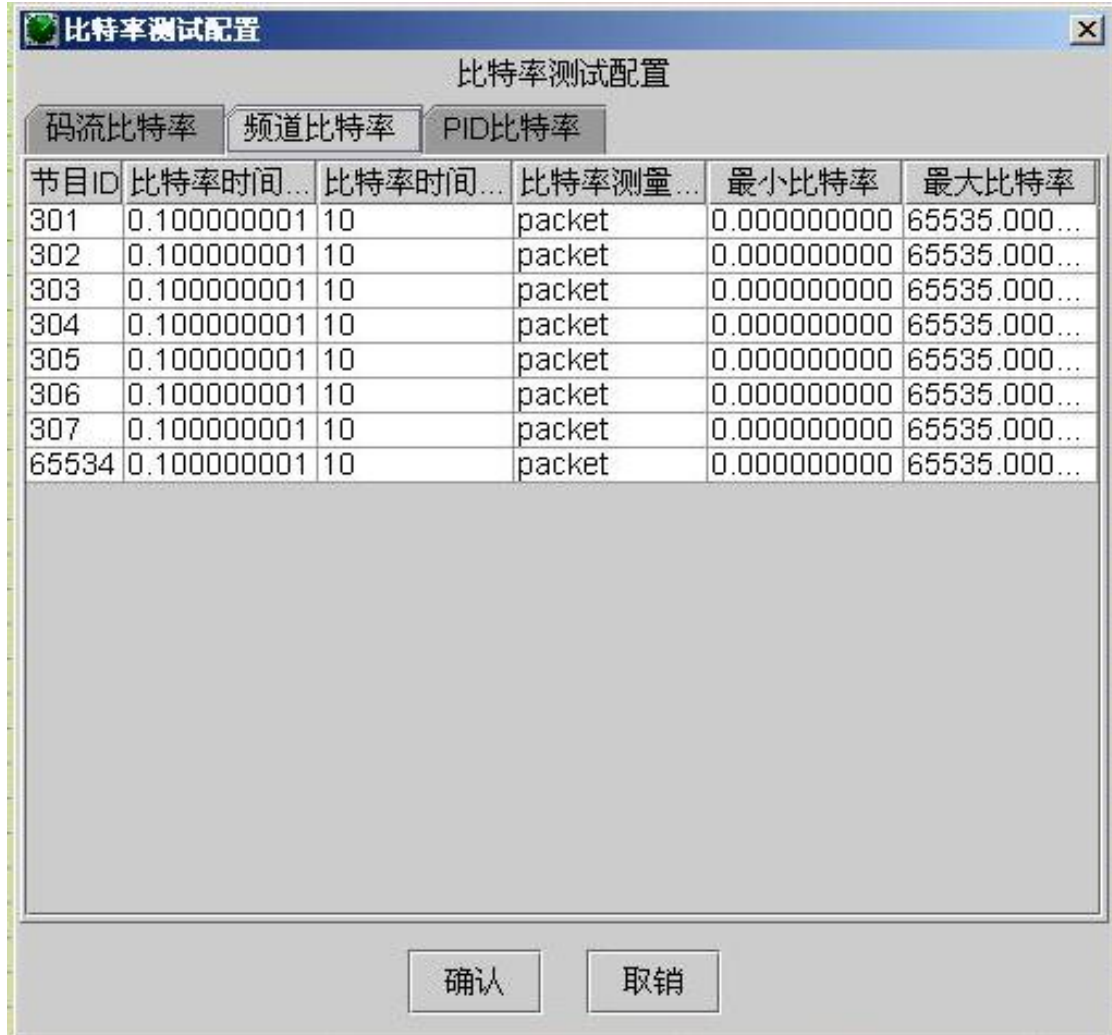 比特率测试配置
比特率测试配置
码流比特率 频道比特率 PID比特率
节目ID 比特率时间... 比特率时间... 比特率测量... 最小比特率 最大比特率
301 0.100000001 10 packet 0.000000000 65535.000...
302 0.100000001 10 packet 0.000000000 65535.000...
303 0.100000001 10 packet 0.000000000 65535.000...
304 0.100000001 10 packet 0.000000000 65535.000...
305 0.100000001 10 packet 0.000000000 65535.000...
306 0.100000001 10 packet 0.000000000 65535.000...
307 0.100000001 10 packet 0.000000000 65535.000...
65534 0.100000001 10 packet 0.000000000 65535.000...
确认 取销